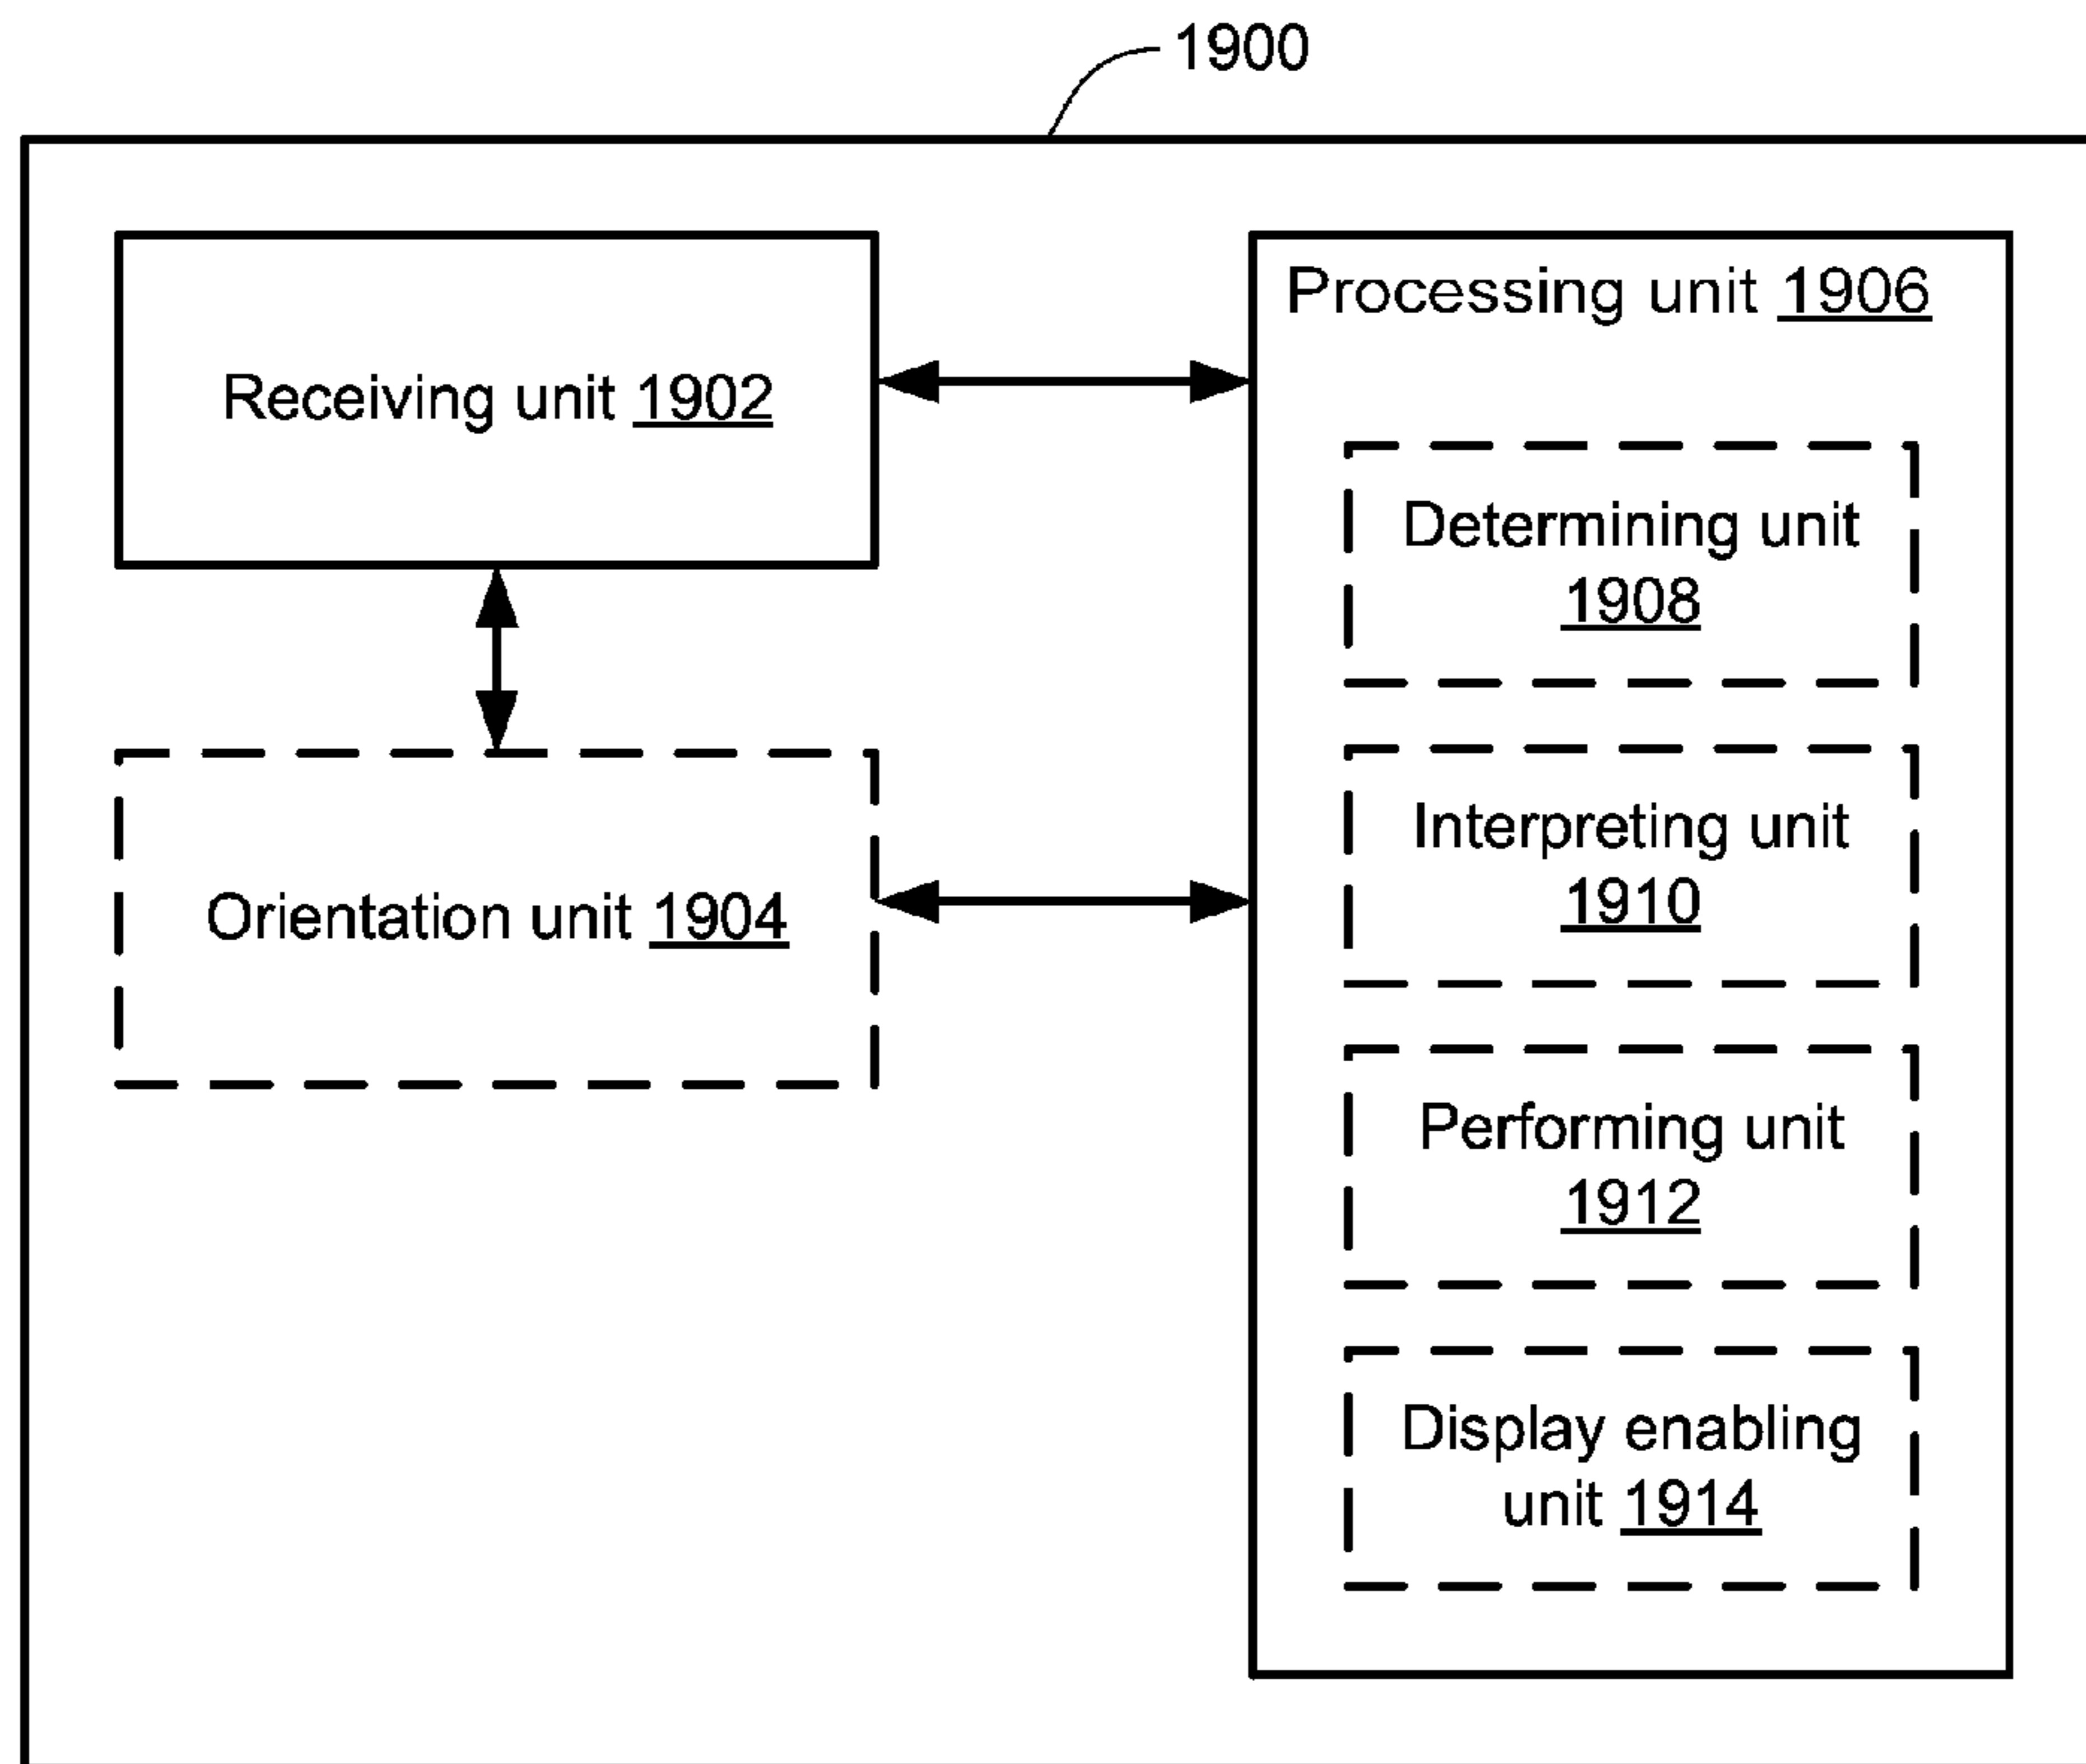 1900
Receiving unit 1902
Orientation unit 1904
Processing unit 1906
Determining unit
1908
Interpreting unit
1910
Performing unit
1912
Display enabling
unit 1914